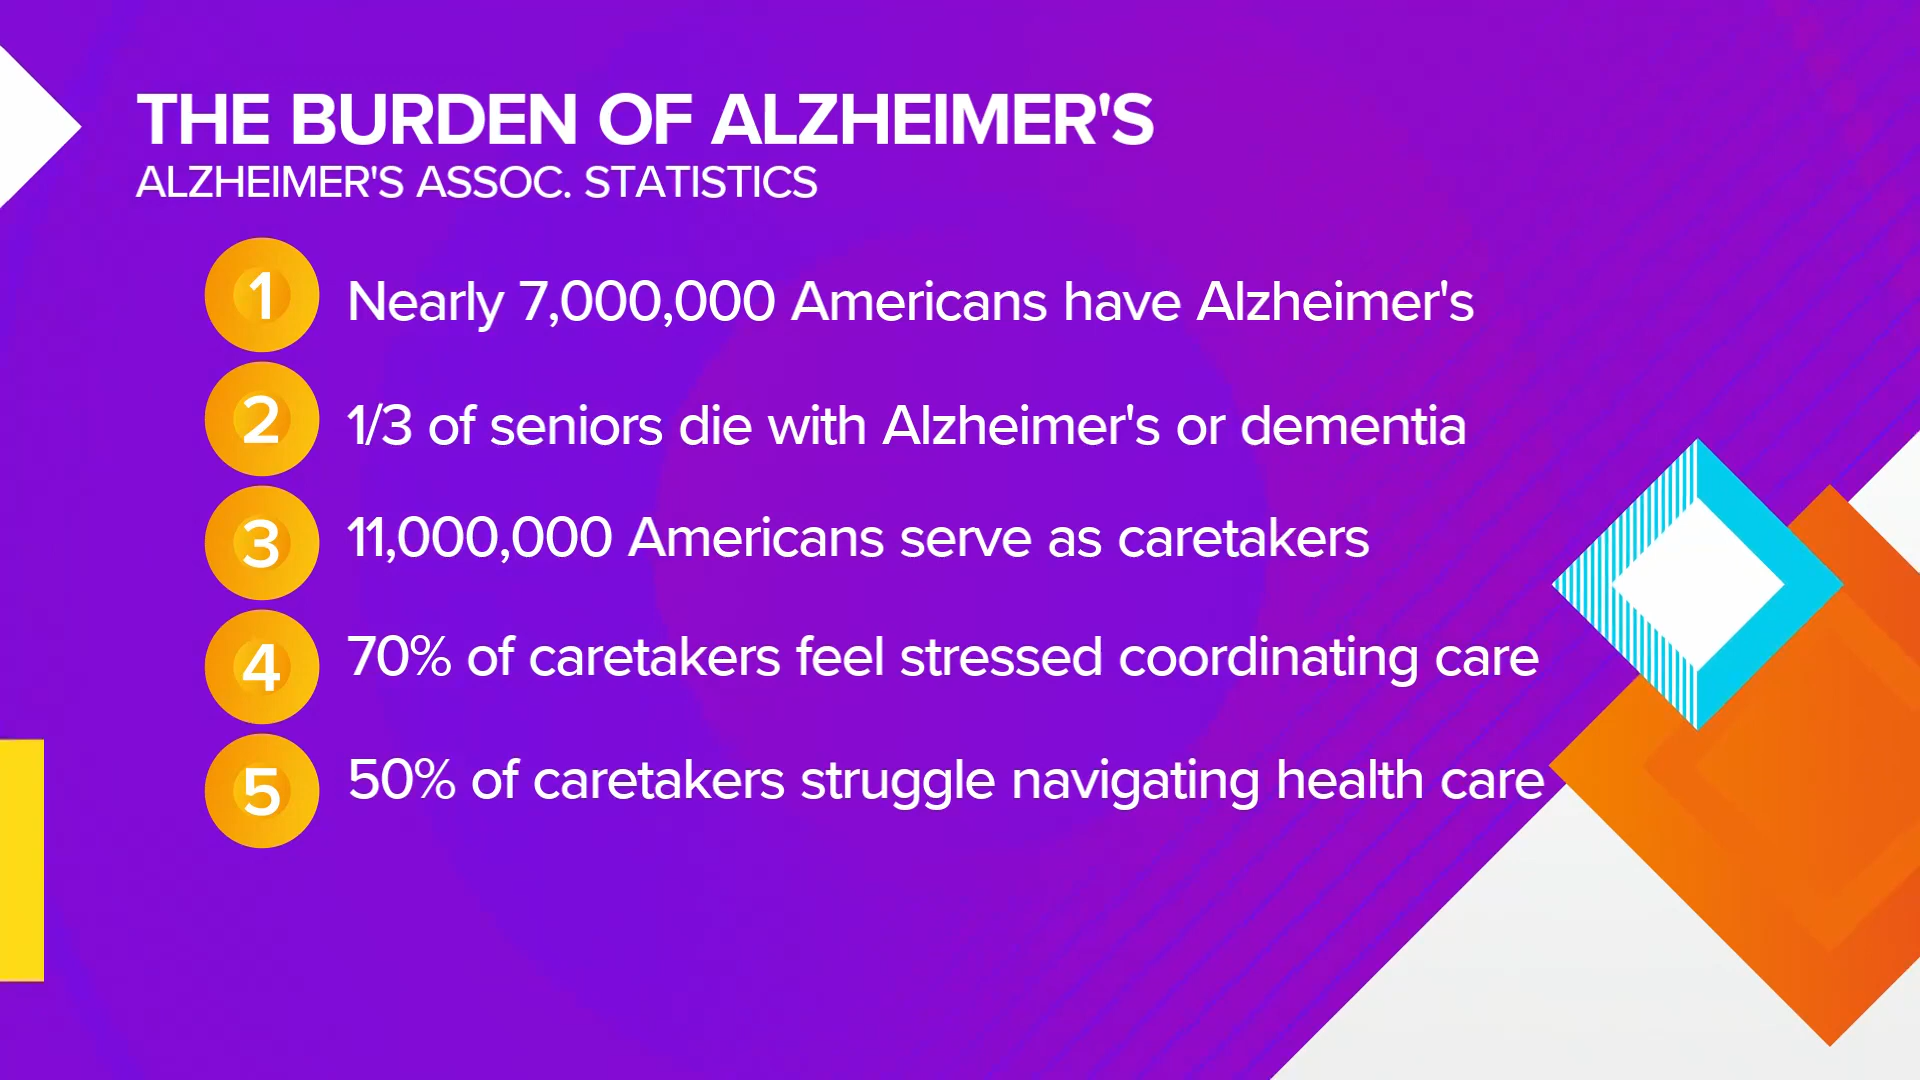 THE BURDEN OF ALZHEIMER'S
ALZHEIMER'S ASSOC. STATISTICS
1 Nearly 7,000,000 Americans have Alzheimer's
2 1/3 of seniors die with Alzheimer's or dementia
3 11,000,000 Americans serve as caretakers
4 70% of caretakers feel stressed coordinating care
5 50% of caretakers struggle navigating health care